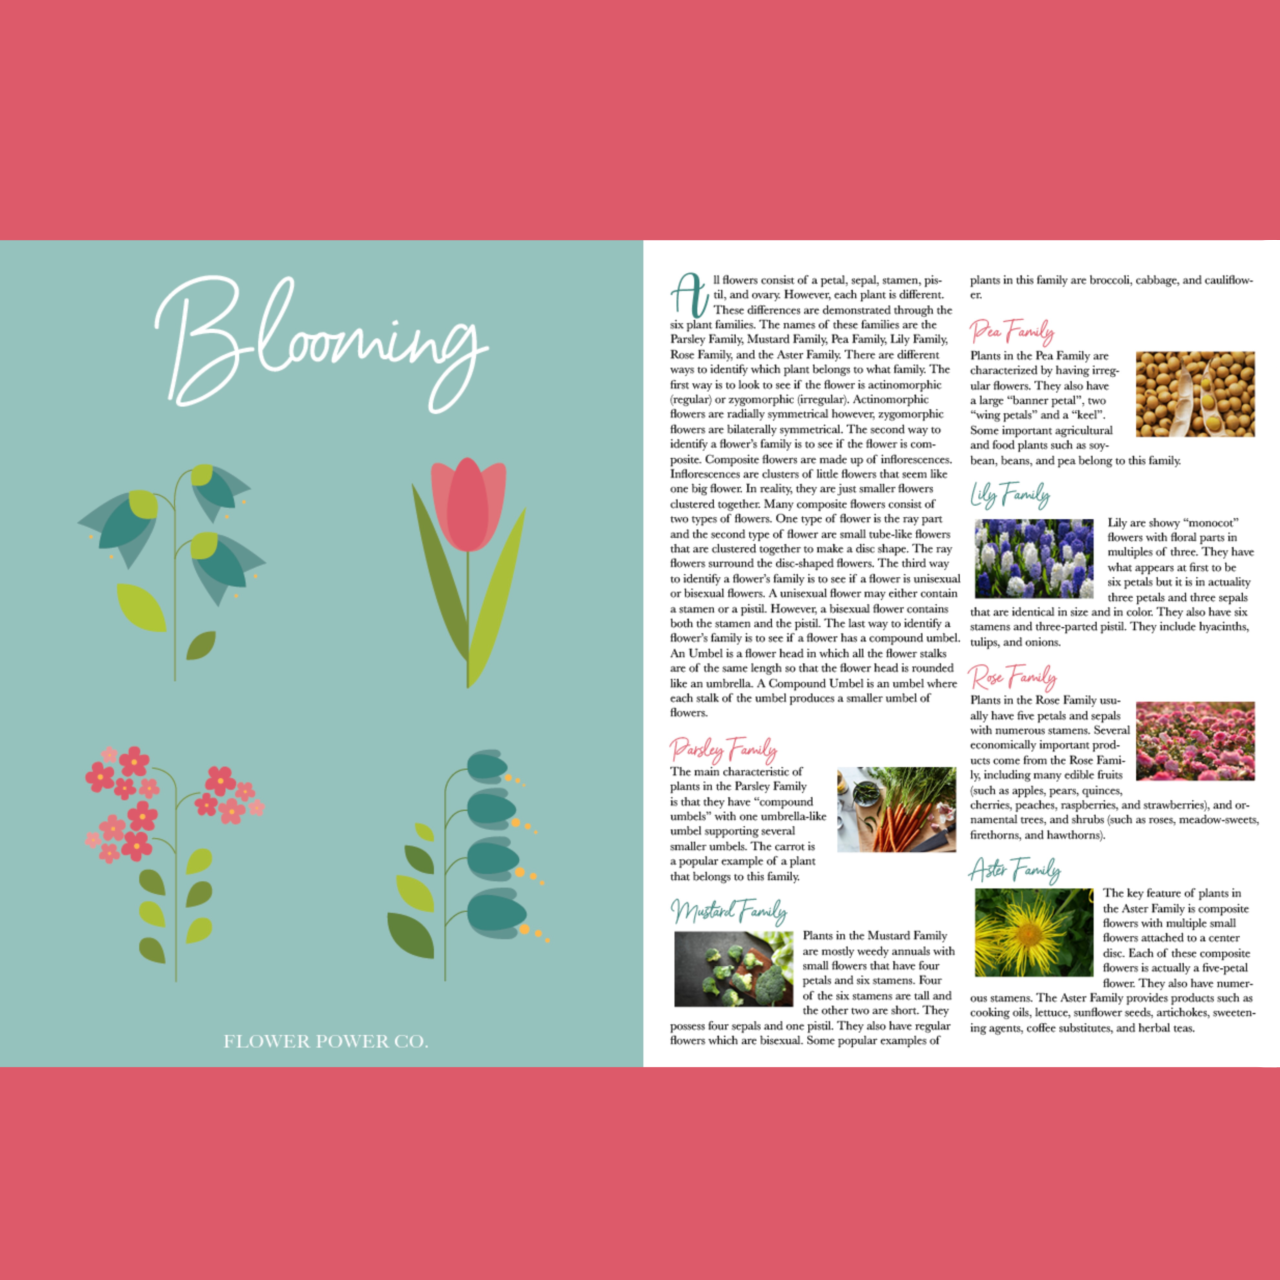 Blooming
FLOWER POWER CO.
All flowers consist of a petal, sepal, stamen, pis-
til, and ovary. However, each plant is different.
These differences are demonstrated through the
six plant families. The names of these families are the
Parsley Family, Mustard Family, Pea Family, Lily Family,
Rose Family, and the Aster Family. There are different
ways to identify which plant belongs to what family. The
first way is to look to see if the flower is actinomorphic
(regular) or zygomorphic (irregular). Actinomorphic
flowers are radially symmetrical however, zygomorphic
flowers are bilaterally symmetrical. The second way to
identify a flower's family is to see if the flower is com-
posite. Composite flowers are made up of inflorescences.
Inflorescences are clusters of little flowers that seem like
one big flower. In reality, they are just smaller flowers
clustered together. Many composite flowers consist of
two types of flowers. One type of flower is the ray part
and the second type of flower are small tube-like flowers
that are clustered together to make a disc shape. The ray
flowers surround the disc-shaped flowers. The third way
to identify a flower's family is to see if a flower is unisexual
or bisexual flowers. A unisexual flower may either contain
a stamen or a pistil. However, a bisexual flower contains
both the stamen and the pistil. The last way to identify a
flower's family is to see if a flower has a compound umbel.
An Umbel is a flower head in which all the flower stalks
are of the same length so that the flower head is rounded
like an umbrella. A Compound Umbel is an umbel where
each stalk of the umbel produces a smaller umbel of
flowers.
Parsley Family
The main characteristic of
plants in the Parsley Family
is that they have “compound
umbels” with one umbrella-like
umbel supporting several
smaller umbels. The carrot is
a popular example of a plant
that belongs to this family.
Mustard Family
Plants in the Mustard Family
are mostly weedy annuals with
small flowers that have four
petals and six stamens. Four
of the six stamens are tall and
the other two are short. They
possess four sepals and one pistil. They also have regular
flowers which are bisexual. Some popular examples of
plants in this family are broccoli, cabbage, and cauliflow-
er.
Pea Family
Plants in the Pea Family are
characterized by having irreg-
ular flowers. They also have
a large “banner petal”, two
“wing petals” and a “keel”.
Some important agricultural
and food plants such as soy-
bean, beans, and pea belong to this family.
Lily Family
Lily are showy “monocot”
flowers with floral parts in
multiples of three. They have
what appears at first to be
six petals but it is in actuality
three petals and three sepals
that are identical in size and in color. They also have six
stamens and three-parted pistil. They include hyacinths,
tulips, and onions.
Rose Family
Plants in the Rose Family usu-
ally have five petals and sepals
with numerous stamens. Several
economically important prod-
ucts come from the Rose Fami-
ly, including many edible fruits
(such as apples, pears, quinces,
cherries, peaches, raspberries, and strawberries), and or-
namental trees, and shrubs (such as roses, meadow-sweets,
firethorns, and hawthorns).
Aster Family
The key feature of plants in
the Aster Family is composite
flowers with multiple small
flowers attached to a center
disc. Each of these composite
flowers is actually a five-petal
flower. They also have numer-
ous stamens. The Aster Family provides products such as
cooking oils, lettuce, sunflower seeds, artichokes, sweeten-
ing agents, coffee substitutes, and herbal teas.